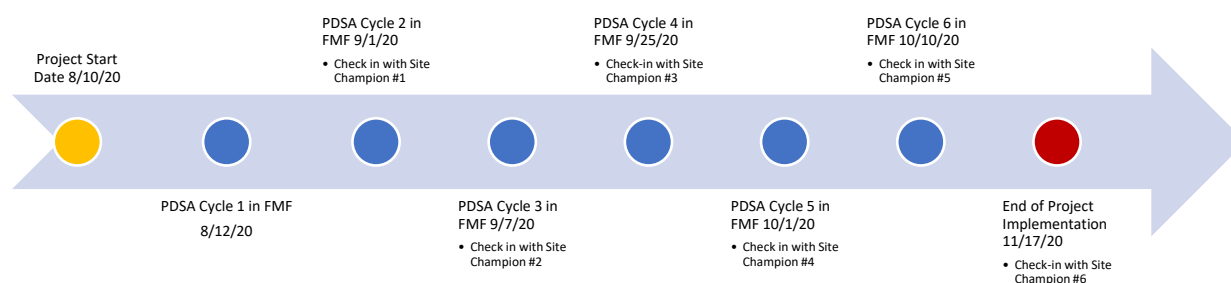 Project Start
Date 8/10/20
PDSA Cycle 1 in FMF
8/12/20
PDSA Cycle 2 in
FMF 9/1/20
• Check in with Site
Champion #1
PDSA Cycle 3 in
FMF 9/7/20
• Check in with Site
Champion #2
PDSA Cycle 4 in
FMF 9/25/20
• Check-in with Site
Champion #3
PDSA Cycle 5 in
FMF 10/1/20
• Check in with Site
Champion #4
PDSA Cycle 6 in
FMF 10/10/20
• Check in with Site
Champion #5
End of Project
Implementation
11/17/20
• Check-in with Site
Champion #6